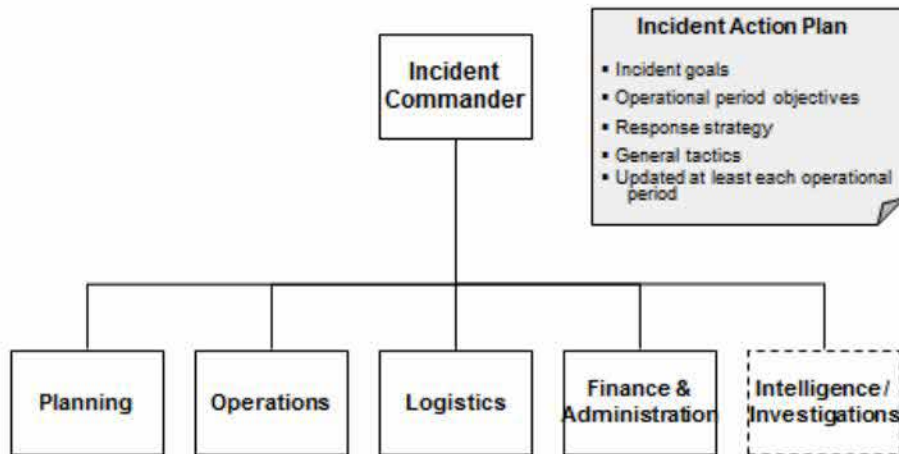 Incident Action Plan
▪ Incident goals
▪ Operational period objectives
▪ Response strategy
▪ General tactics
▪ Updated at least each operational
period
Incident
Commander
Planning
Operations
Logistics
Finance &
Administration
Intelligence /
Investigations